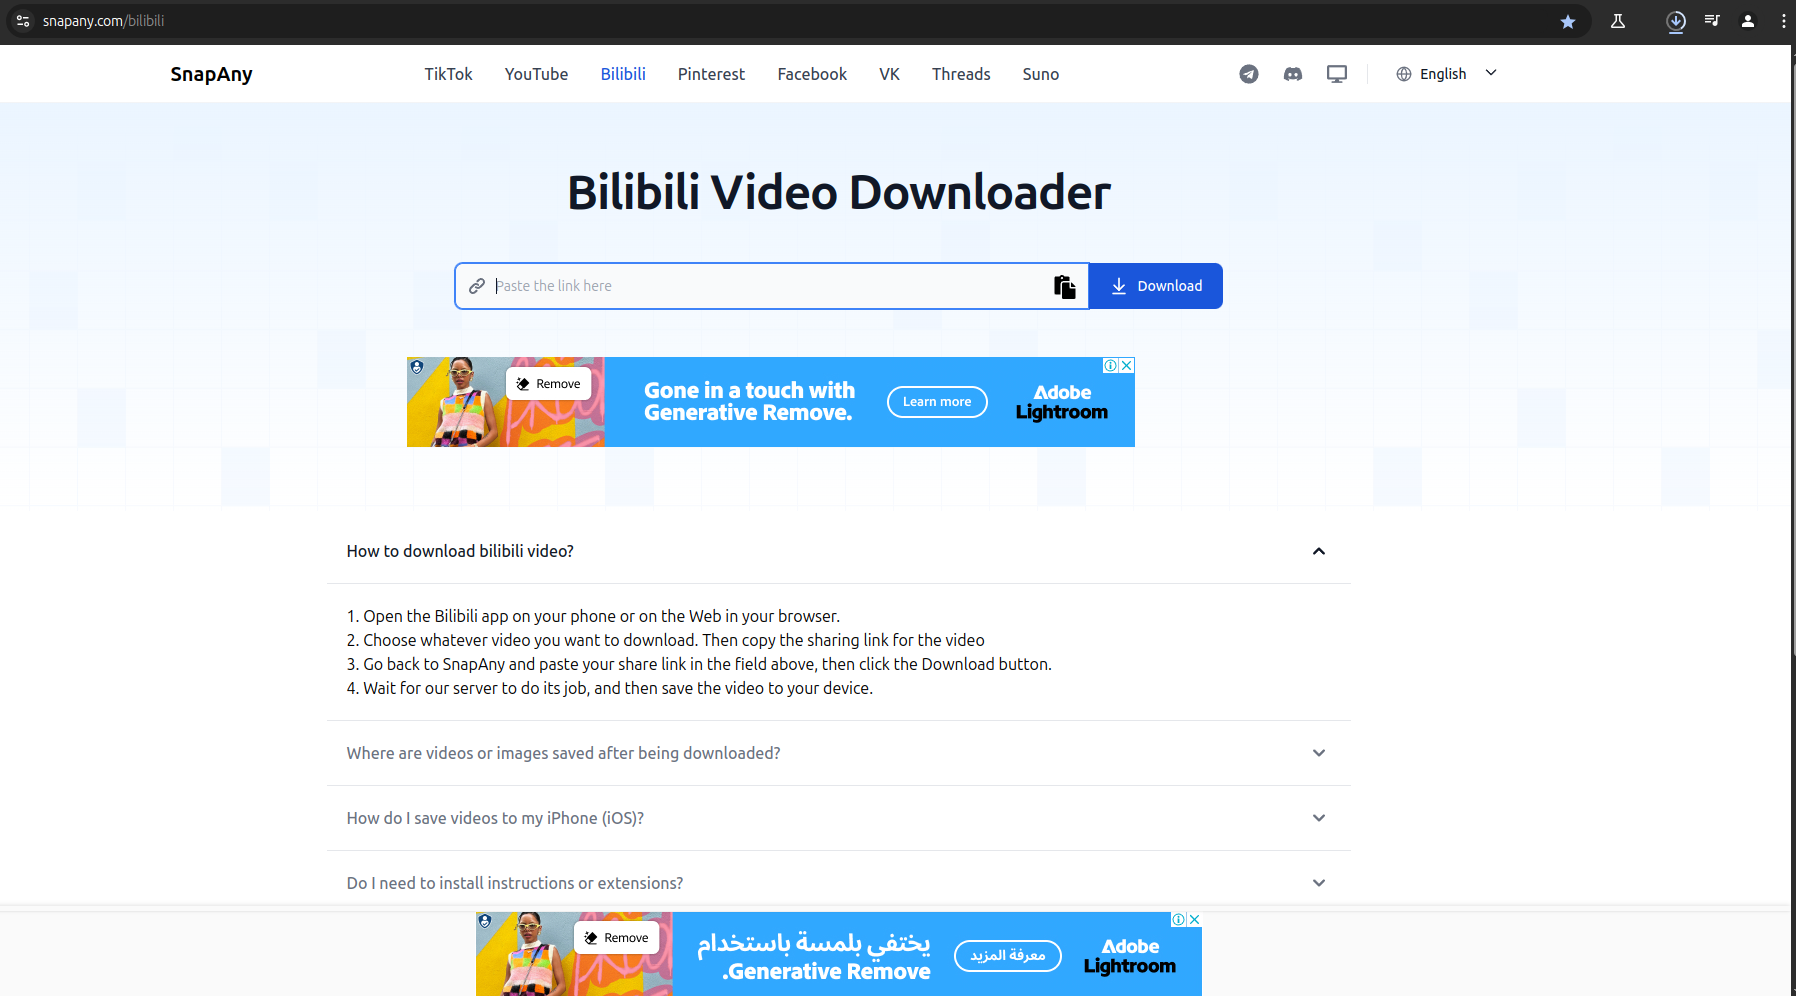 snapany.com/bilibili
SnapAny
TikTok
YouTube
Bilibili
Pinterest
Facebook
VK
Threads
Suno
English
Bilibili Video Downloader
Paste the link here
Download
Remove
Gone in a touch with
Generative Remove.
Learn more
Adobe
Lightroom
How to download bilibili video?
1. Open the Bilibili app on your phone or on the Web in your browser.
2. Choose whatever video you want to download. Then copy the sharing link for the video
3. Go back to SnapAny and paste your share link in the field above, then click the Download button.
4. Wait for our server to do its job, and then save the video to your device.
Where are videos or images saved after being downloaded?
How do I save videos to my iPhone (iOS)?
Do I need to install instructions or extensions?
Remove
يختفي بلمسة باستخدام
.Generative Remove
معرفة المزيد
Adobe
Lightroom